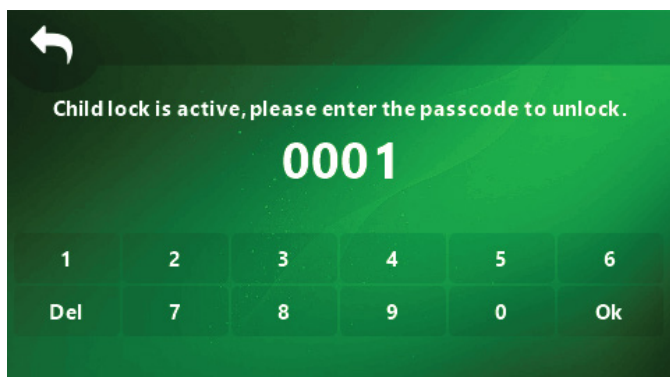 Child lock is active, please enter the passcode to unlock.
0001
1 2 3 4 5 6
Del 7 8 9 0 Ok